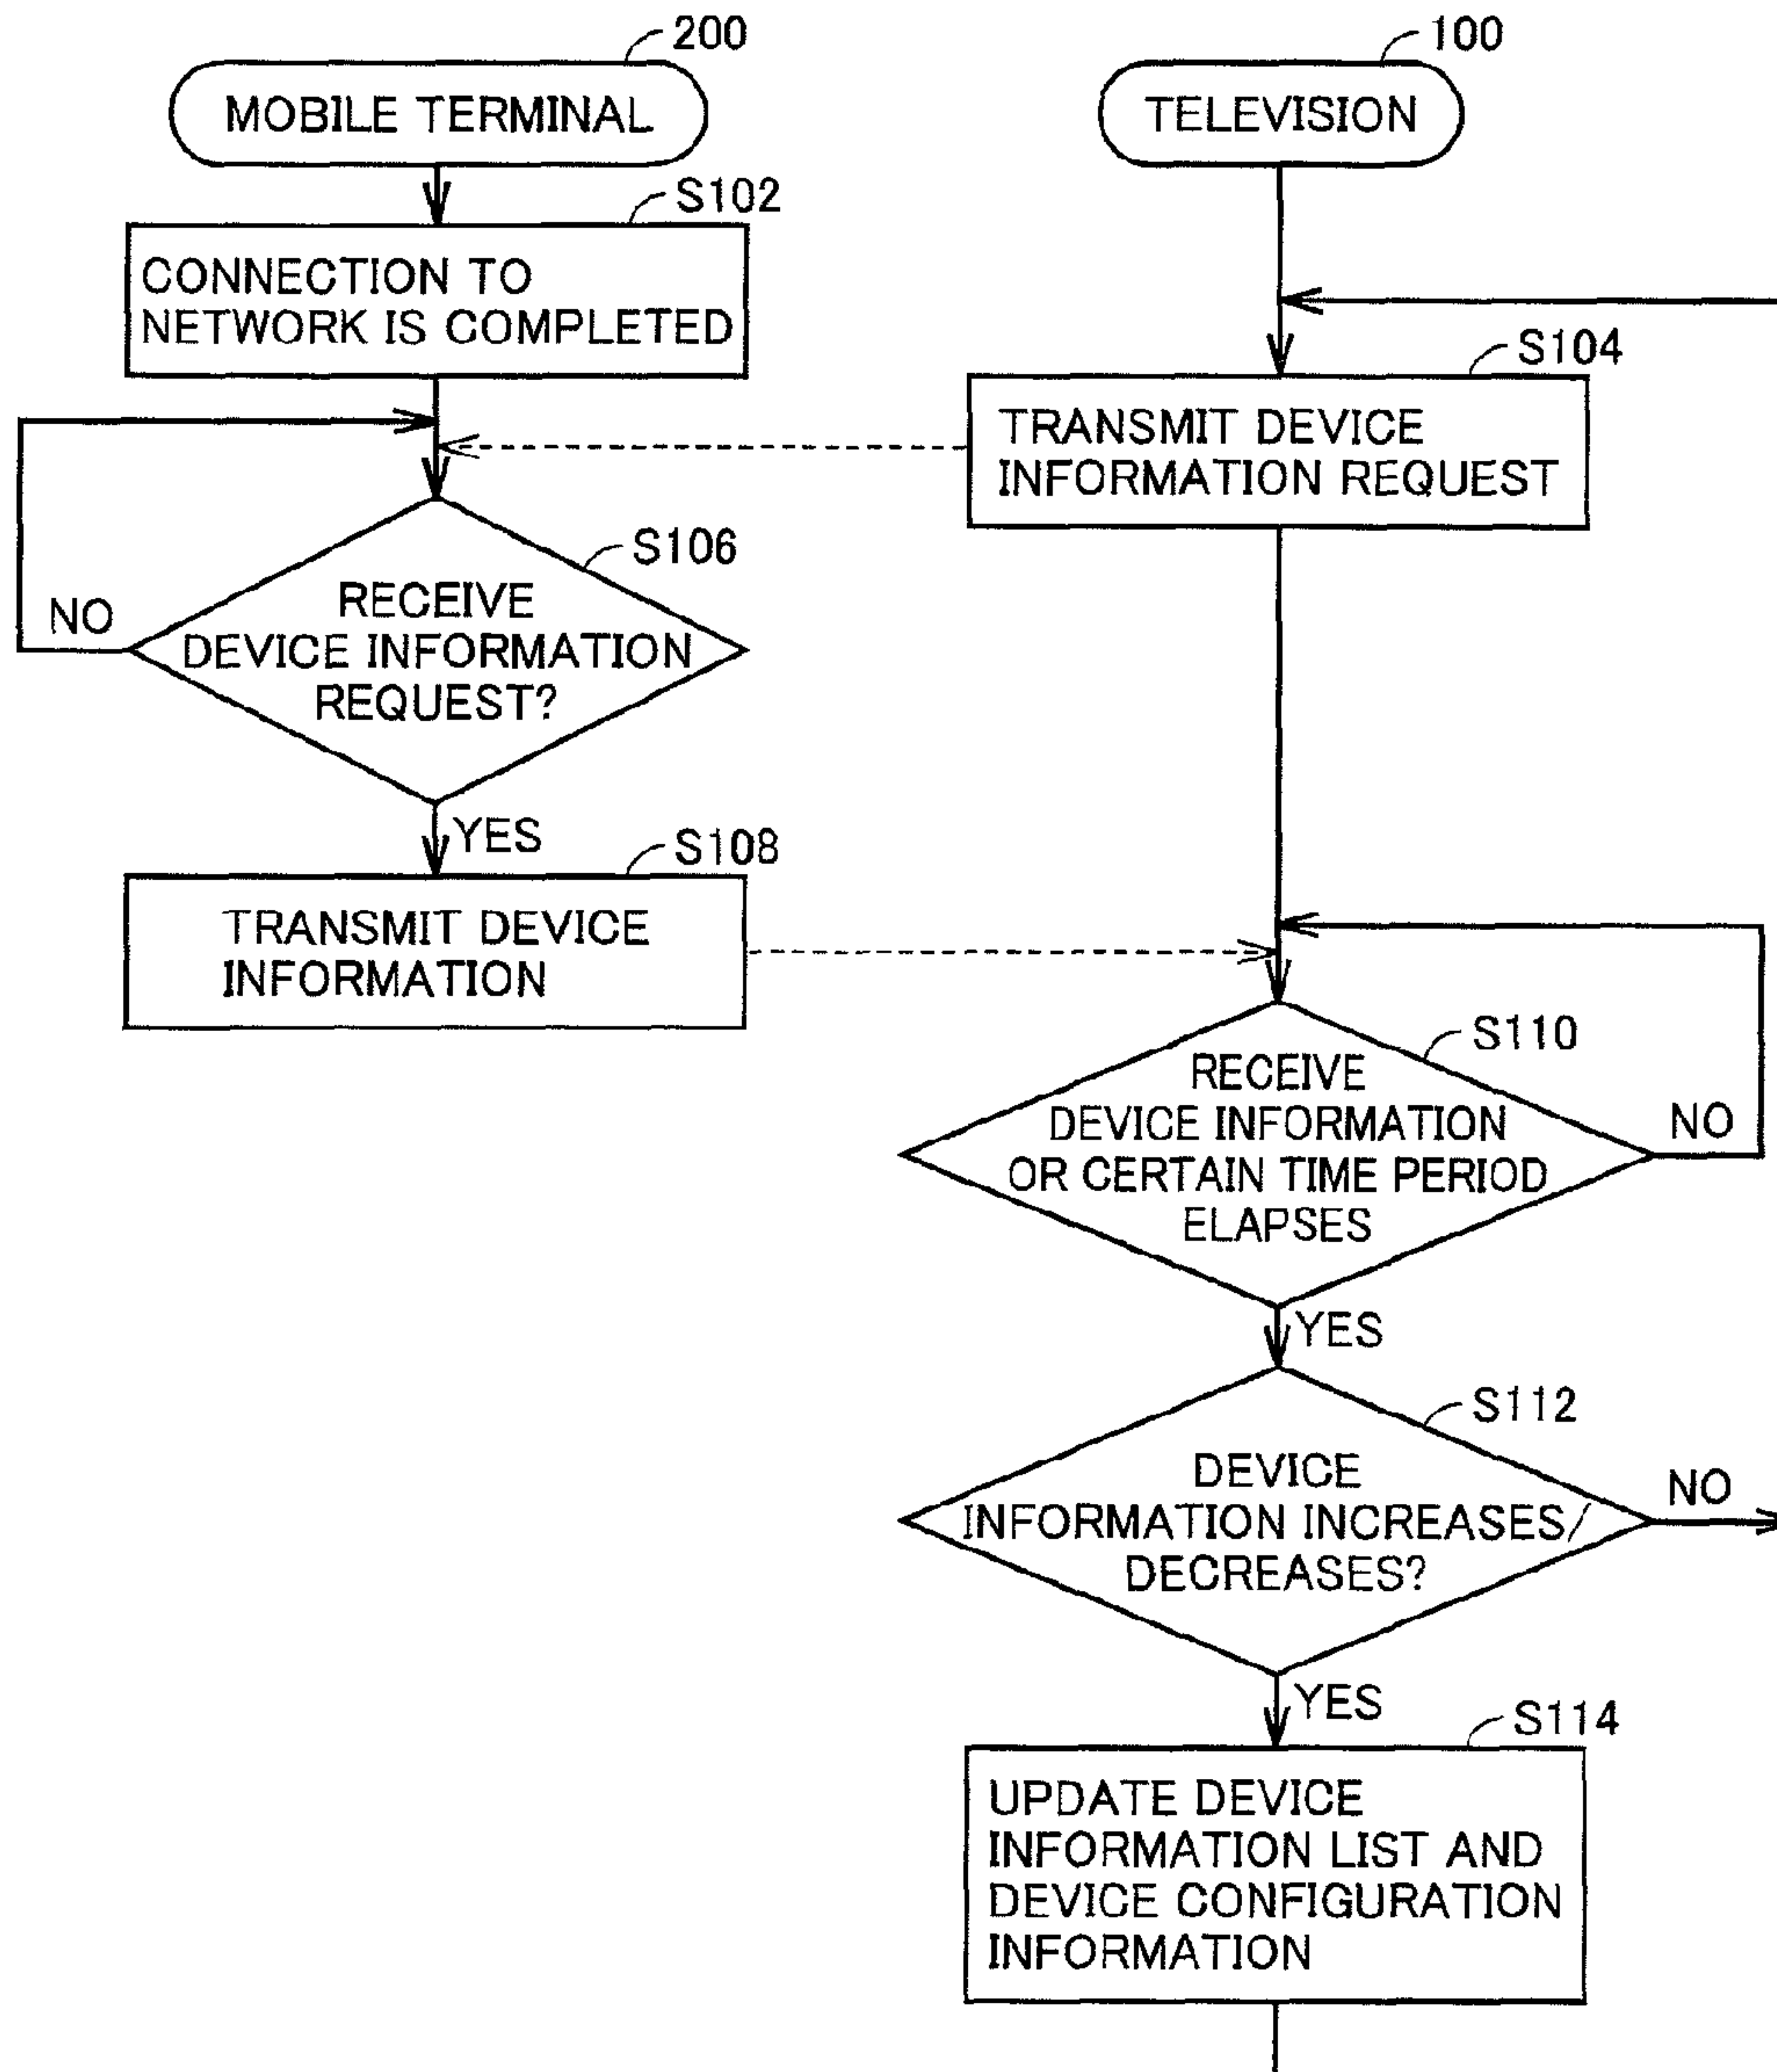 200
MOBILE TERMINAL
S102
CONNECTION TO
NETWORK IS COMPLETED
S106
RECEIVE
DEVICE INFORMATION
REQUEST?
NO
YES
S108
TRANSMIT DEVICE
INFORMATION
100
TELEVISION
S104
TRANSMIT DEVICE
INFORMATION REQUEST
S110
RECEIVE
DEVICE INFORMATION
OR CERTAIN TIME PERIOD
ELAPSES
NO
YES
S112
DEVICE
INFORMATION INCREASES/
DECREASES?
NO
YES
S114
UPDATE DEVICE
INFORMATION LIST AND
DEVICE CONFIGURATION
INFORMATION